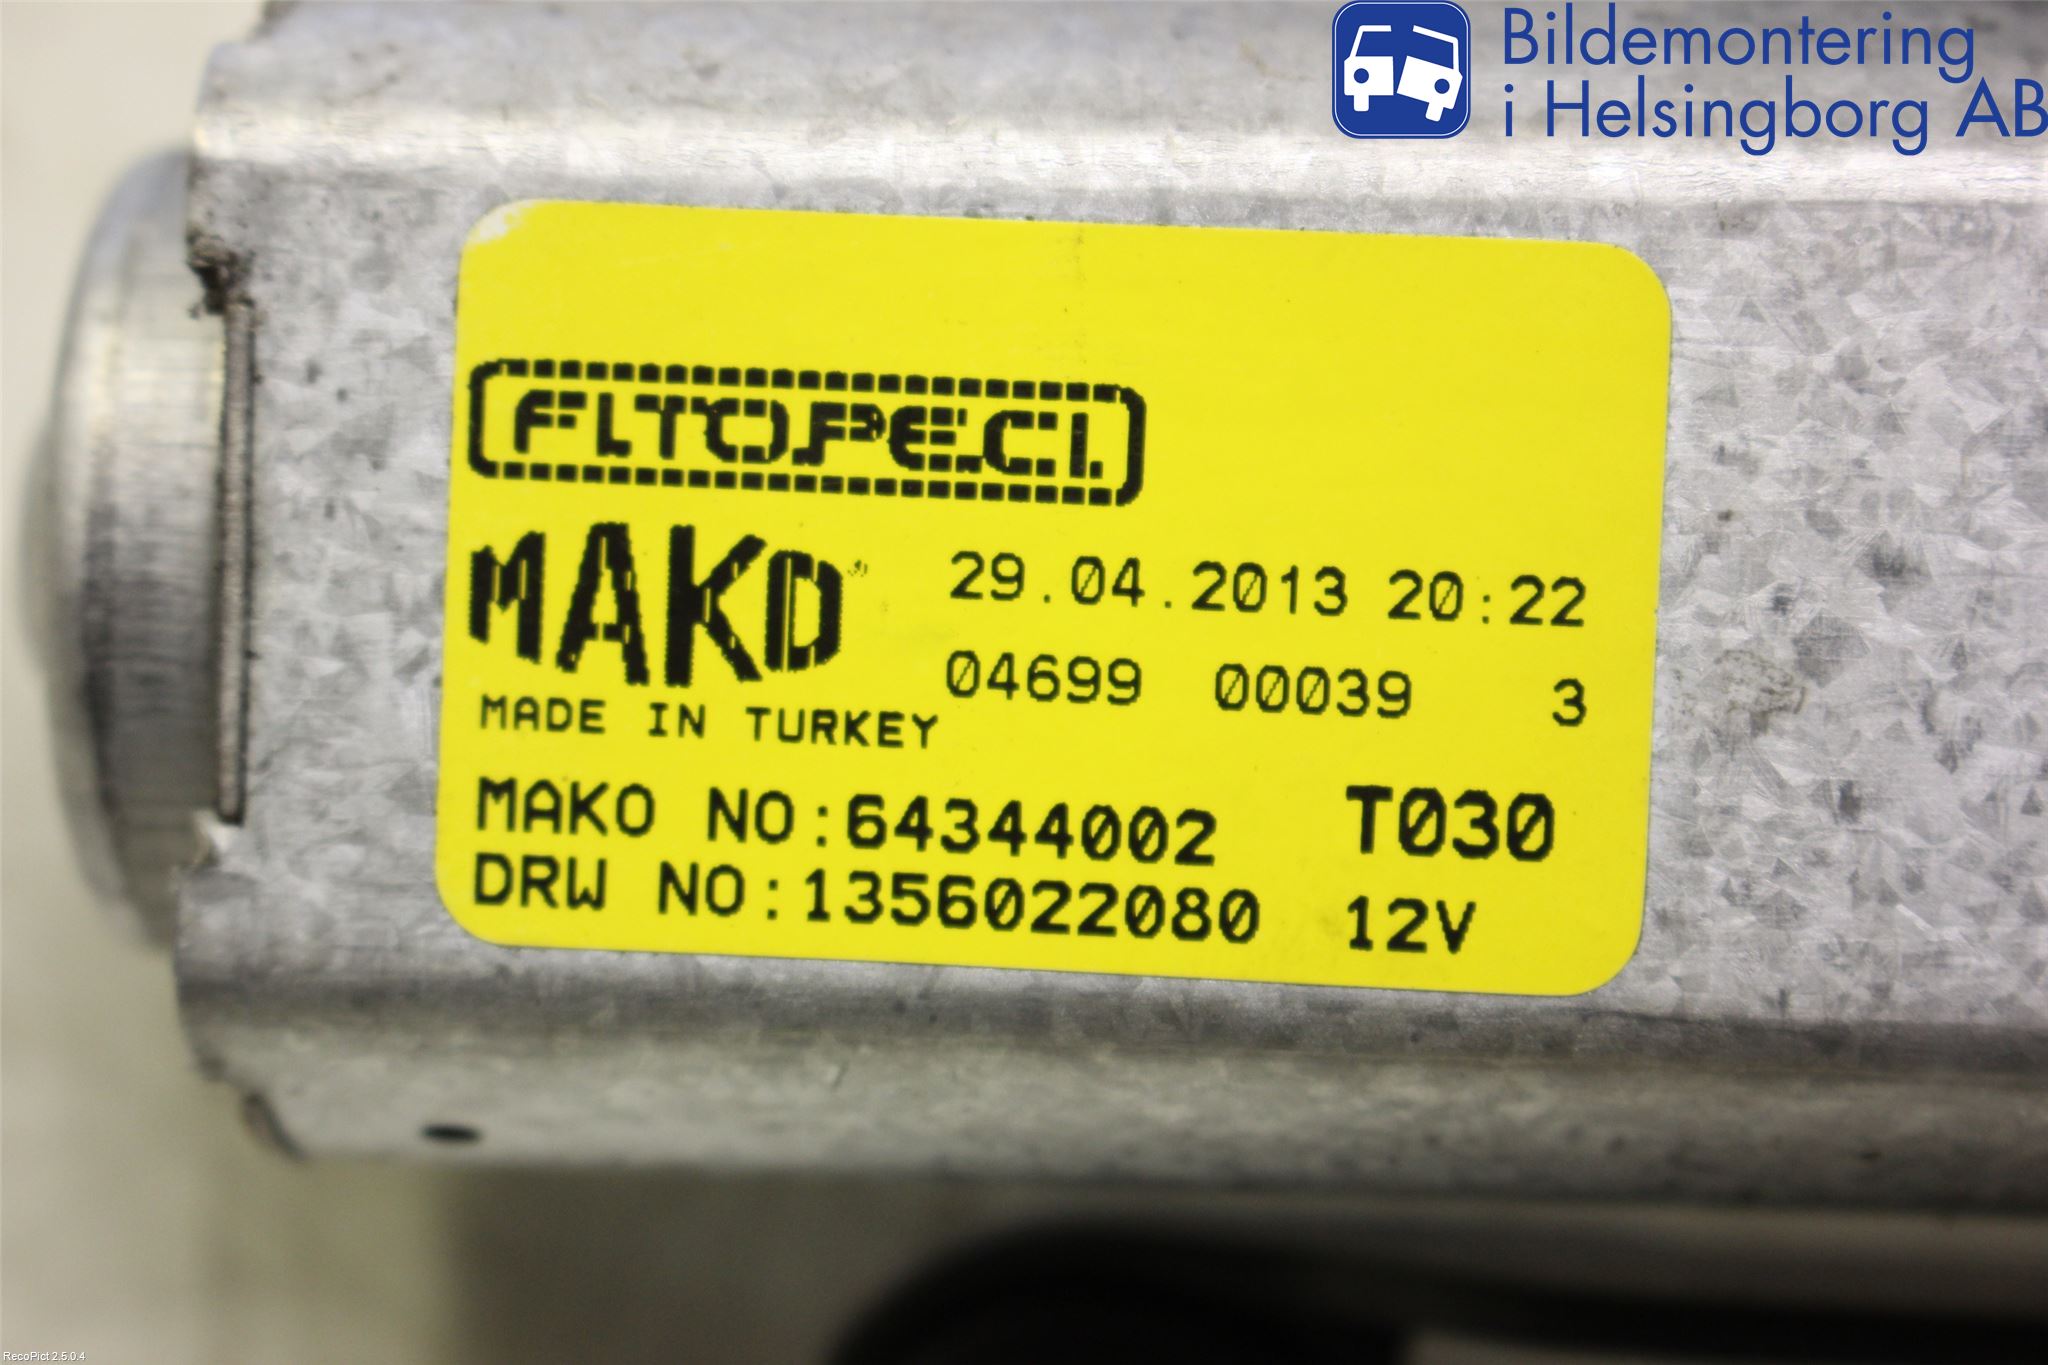 Bildemontering
i Helsingborg AB
MAKO
29.04.2013 20:22
04699 00039 3
MADE IN TURKEY
MAKO NO:64344002 T030
DRW NO:1356022080 12V
RecoPict 2.5.0.4